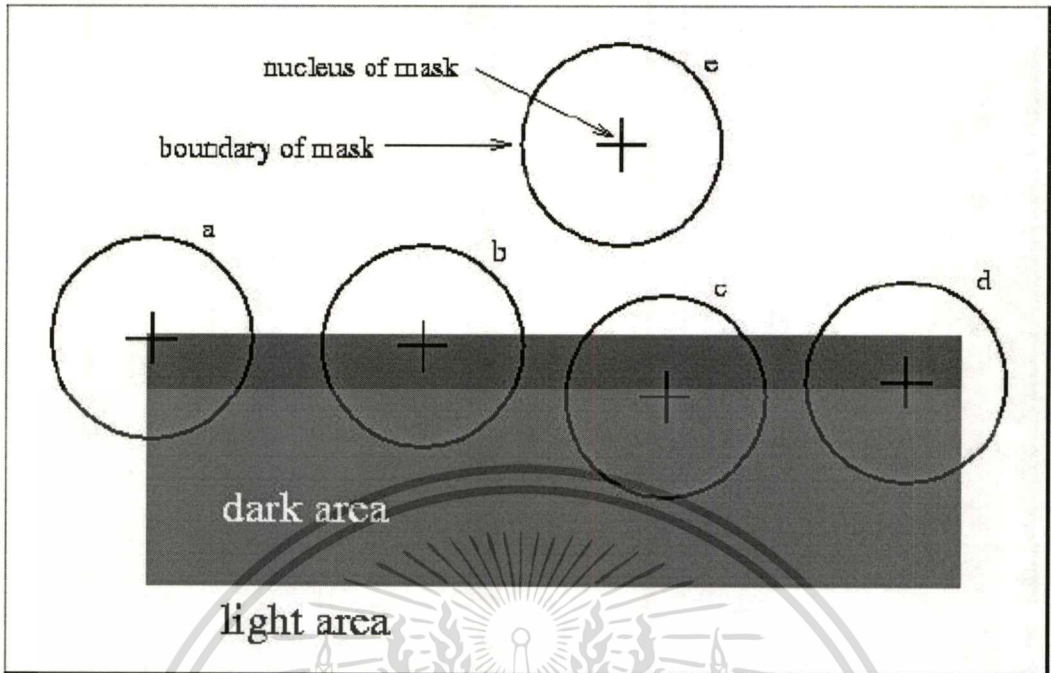 e
nucleus of mask
boundary of mask
a
b
c
d
dark area
light area